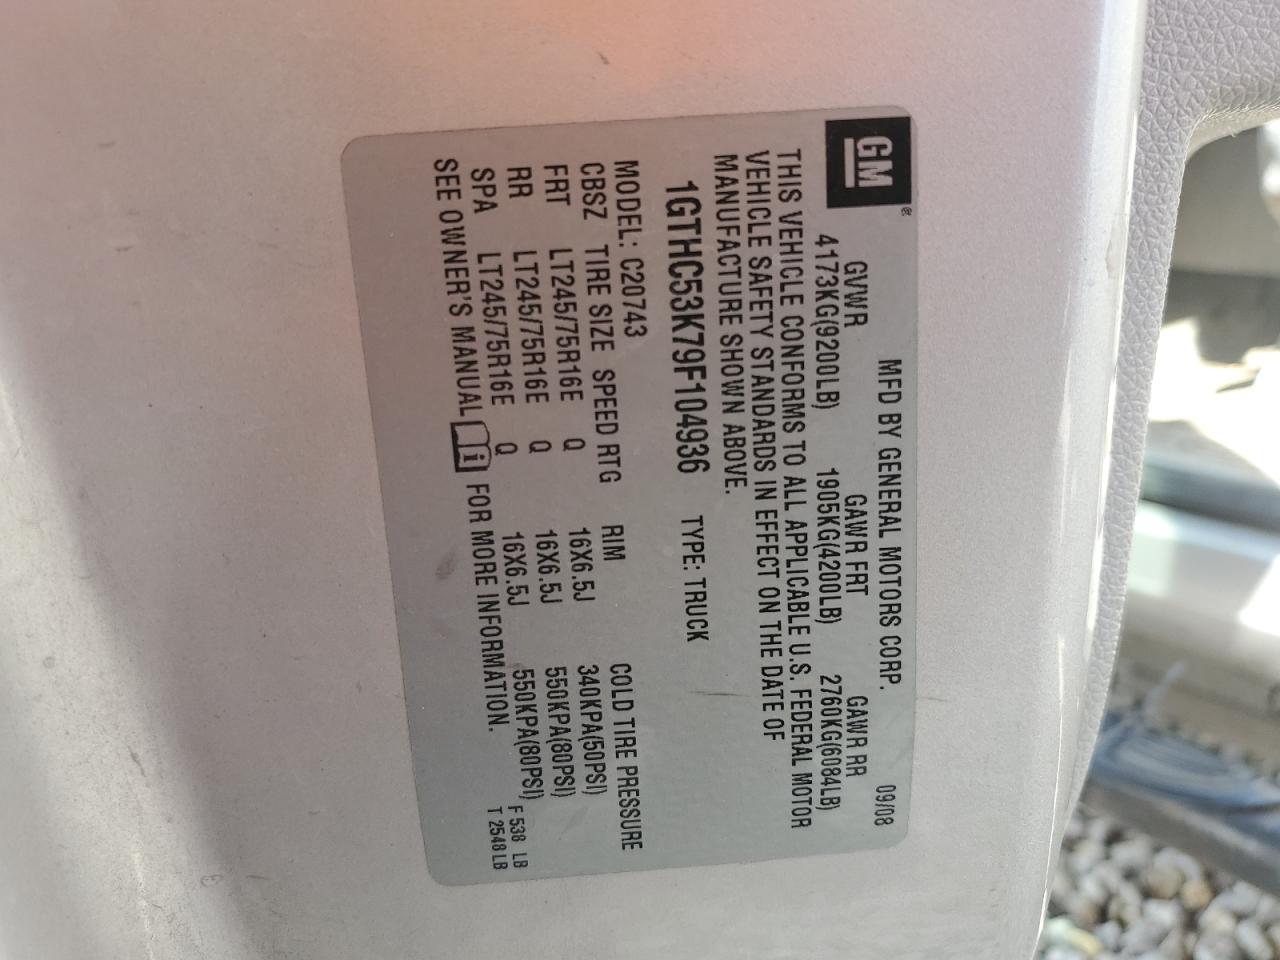 GM®
MFD BY GENERAL MOTORS CORP. 09/08
GVWR GAWR FRT GAWR RR
4173KG(9200LB) 1905KG(4200LB) 2760KG(6084LB)
THIS VEHICLE CONFORMS TO ALL APPLICABLE U.S. FEDERAL MOTOR
VEHICLE SAFETY STANDARDS IN EFFECT ON THE DATE OF
MANUFACTURE SHOWN ABOVE.
1GTHC53K79F104936 TYPE: TRUCK
MODEL: C20743
CBSZ TIRE SIZE SPEED RTG RIM COLD TIRE PRESSURE
FRT LT245/75R16E Q 16X6.5J 340KPA(50PSI)
RR LT245/75R16E Q 16X6.5J 550KPA(80PSI)
SPA LT245/75R16E Q 16X6.5J 550KPA(80PSI)
SEE OWNER'S MANUAL i FOR MORE INFORMATION.
F 538 LB
T 2548 LB